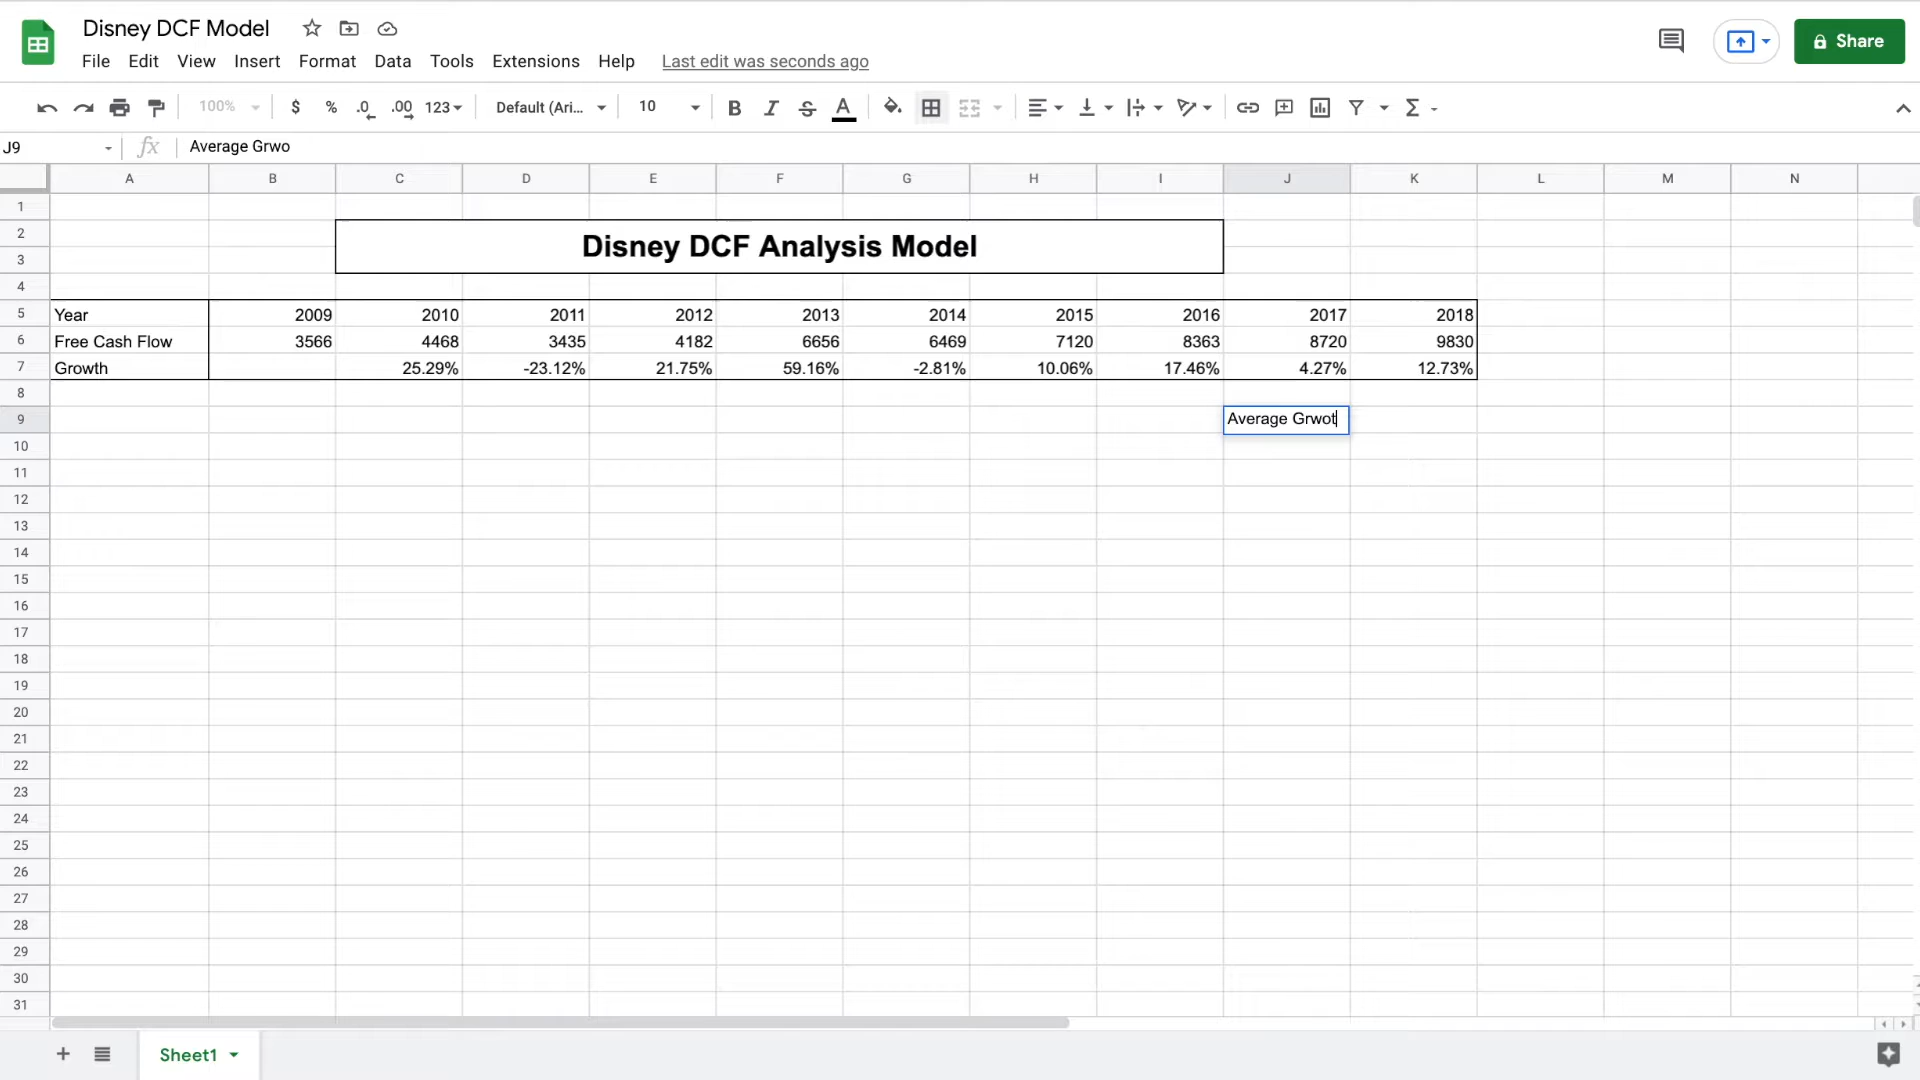 Disney DCF Model
File Edit View Insert Format Data Tools Extensions Help Last edit was seconds ago
Share
100% $ % .0 .00 123 Default (Ari... 10 B I S A
J9 fx Average Grwo
A B C D E F G H I J K L M N
1
2
Disney DCF Analysis Model
3
4
5 Year 2009 2010 2011 2012 2013 2014 2015 2016 2017 2018
6 Free Cash Flow 3566 4468 3435 4182 6656 6469 7120 8363 8720 9830
7 Growth 25.29% -23.12% 21.75% 59.16% -2.81% 10.06% 17.46% 4.27% 12.73%
8
9 Average Grwot
10
11
12
13
14
15
16
17
18
19
20
21
22
23
24
25
26
27
28
29
30
31
Sheet1